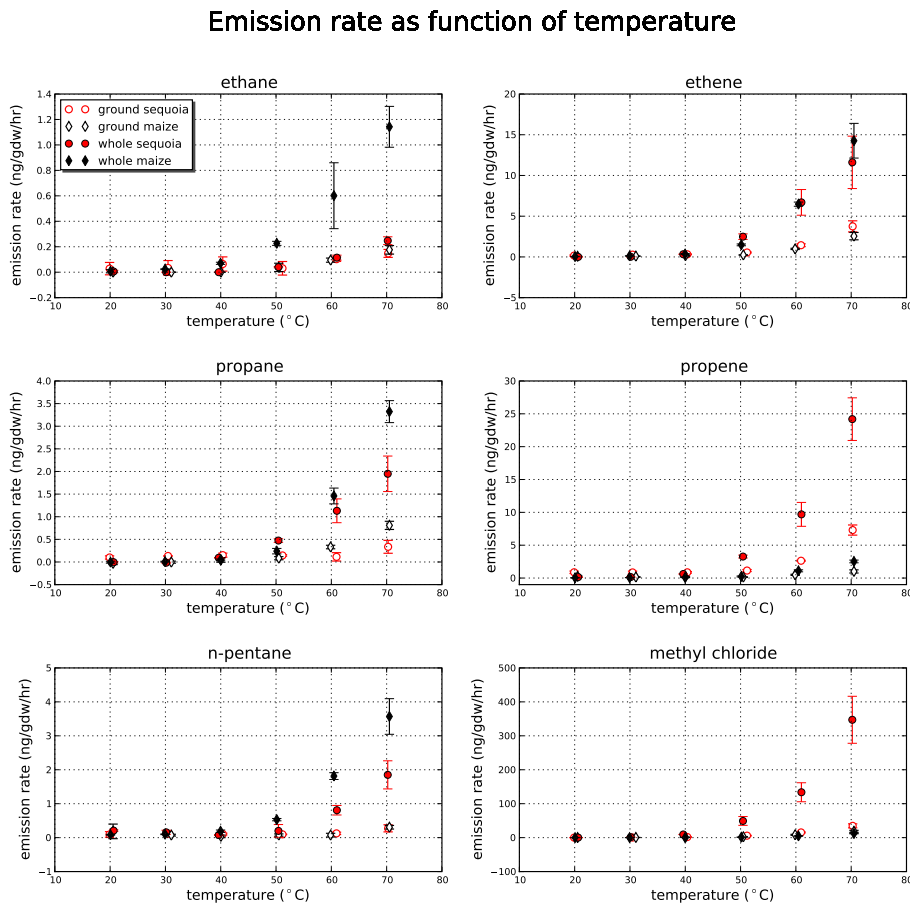 Emission rate as function of temperature
ethane
emission rate (ng/gdw/hr)
1.4
1.2
1.0
0.8
0.6
0.4
0.2
0.0
−0.2
ground sequoia
ground maize
whole sequoia
whole maize
10 20 30 40 50 60 70 80
temperature (°C)
ethene
emission rate (ng/gdw/hr)
20
15
10
5
0
−5
10 20 30 40 50 60 70 80
temperature (°C)
propane
emission rate (ng/gdw/hr)
4.0
3.5
3.0
2.5
2.0
1.5
1.0
0.5
0.0
−0.5
10 20 30 40 50 60 70 80
temperature (°C)
propene
emission rate (ng/gdw/hr)
30
25
20
15
10
5
0
10 20 30 40 50 60 70 80
temperature (°C)
n-pentane
emission rate (ng/gdw/hr)
5
4
3
2
1
0
−1
10 20 30 40 50 60 70 80
temperature (°C)
methyl chloride
emission rate (ng/gdw/hr)
500
400
300
200
100
0
−100
10 20 30 40 50 60 70 80
temperature (°C)